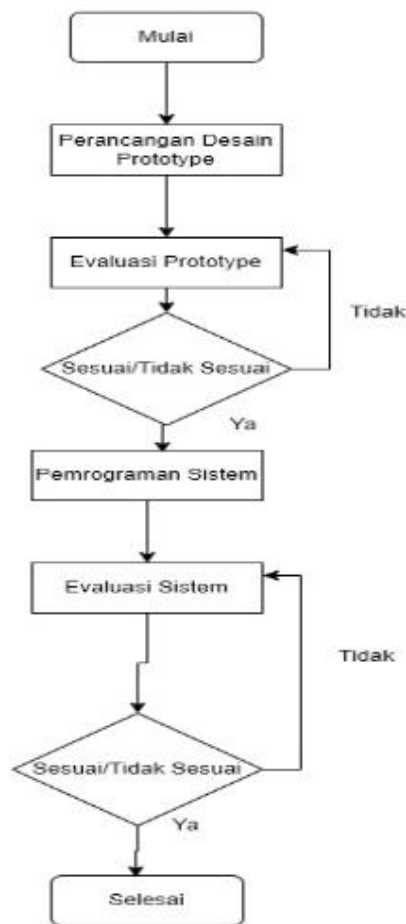 Mulai
Perancangan Desain
Prototype
Evaluasi Prototype
Tidak
Sesuai/Tidak Sesuai
Ya
Pemrograman Sistem
Evaluasi Sistem
Tidak
Sesuai/Tidak Sesuai
Ya
Selesai